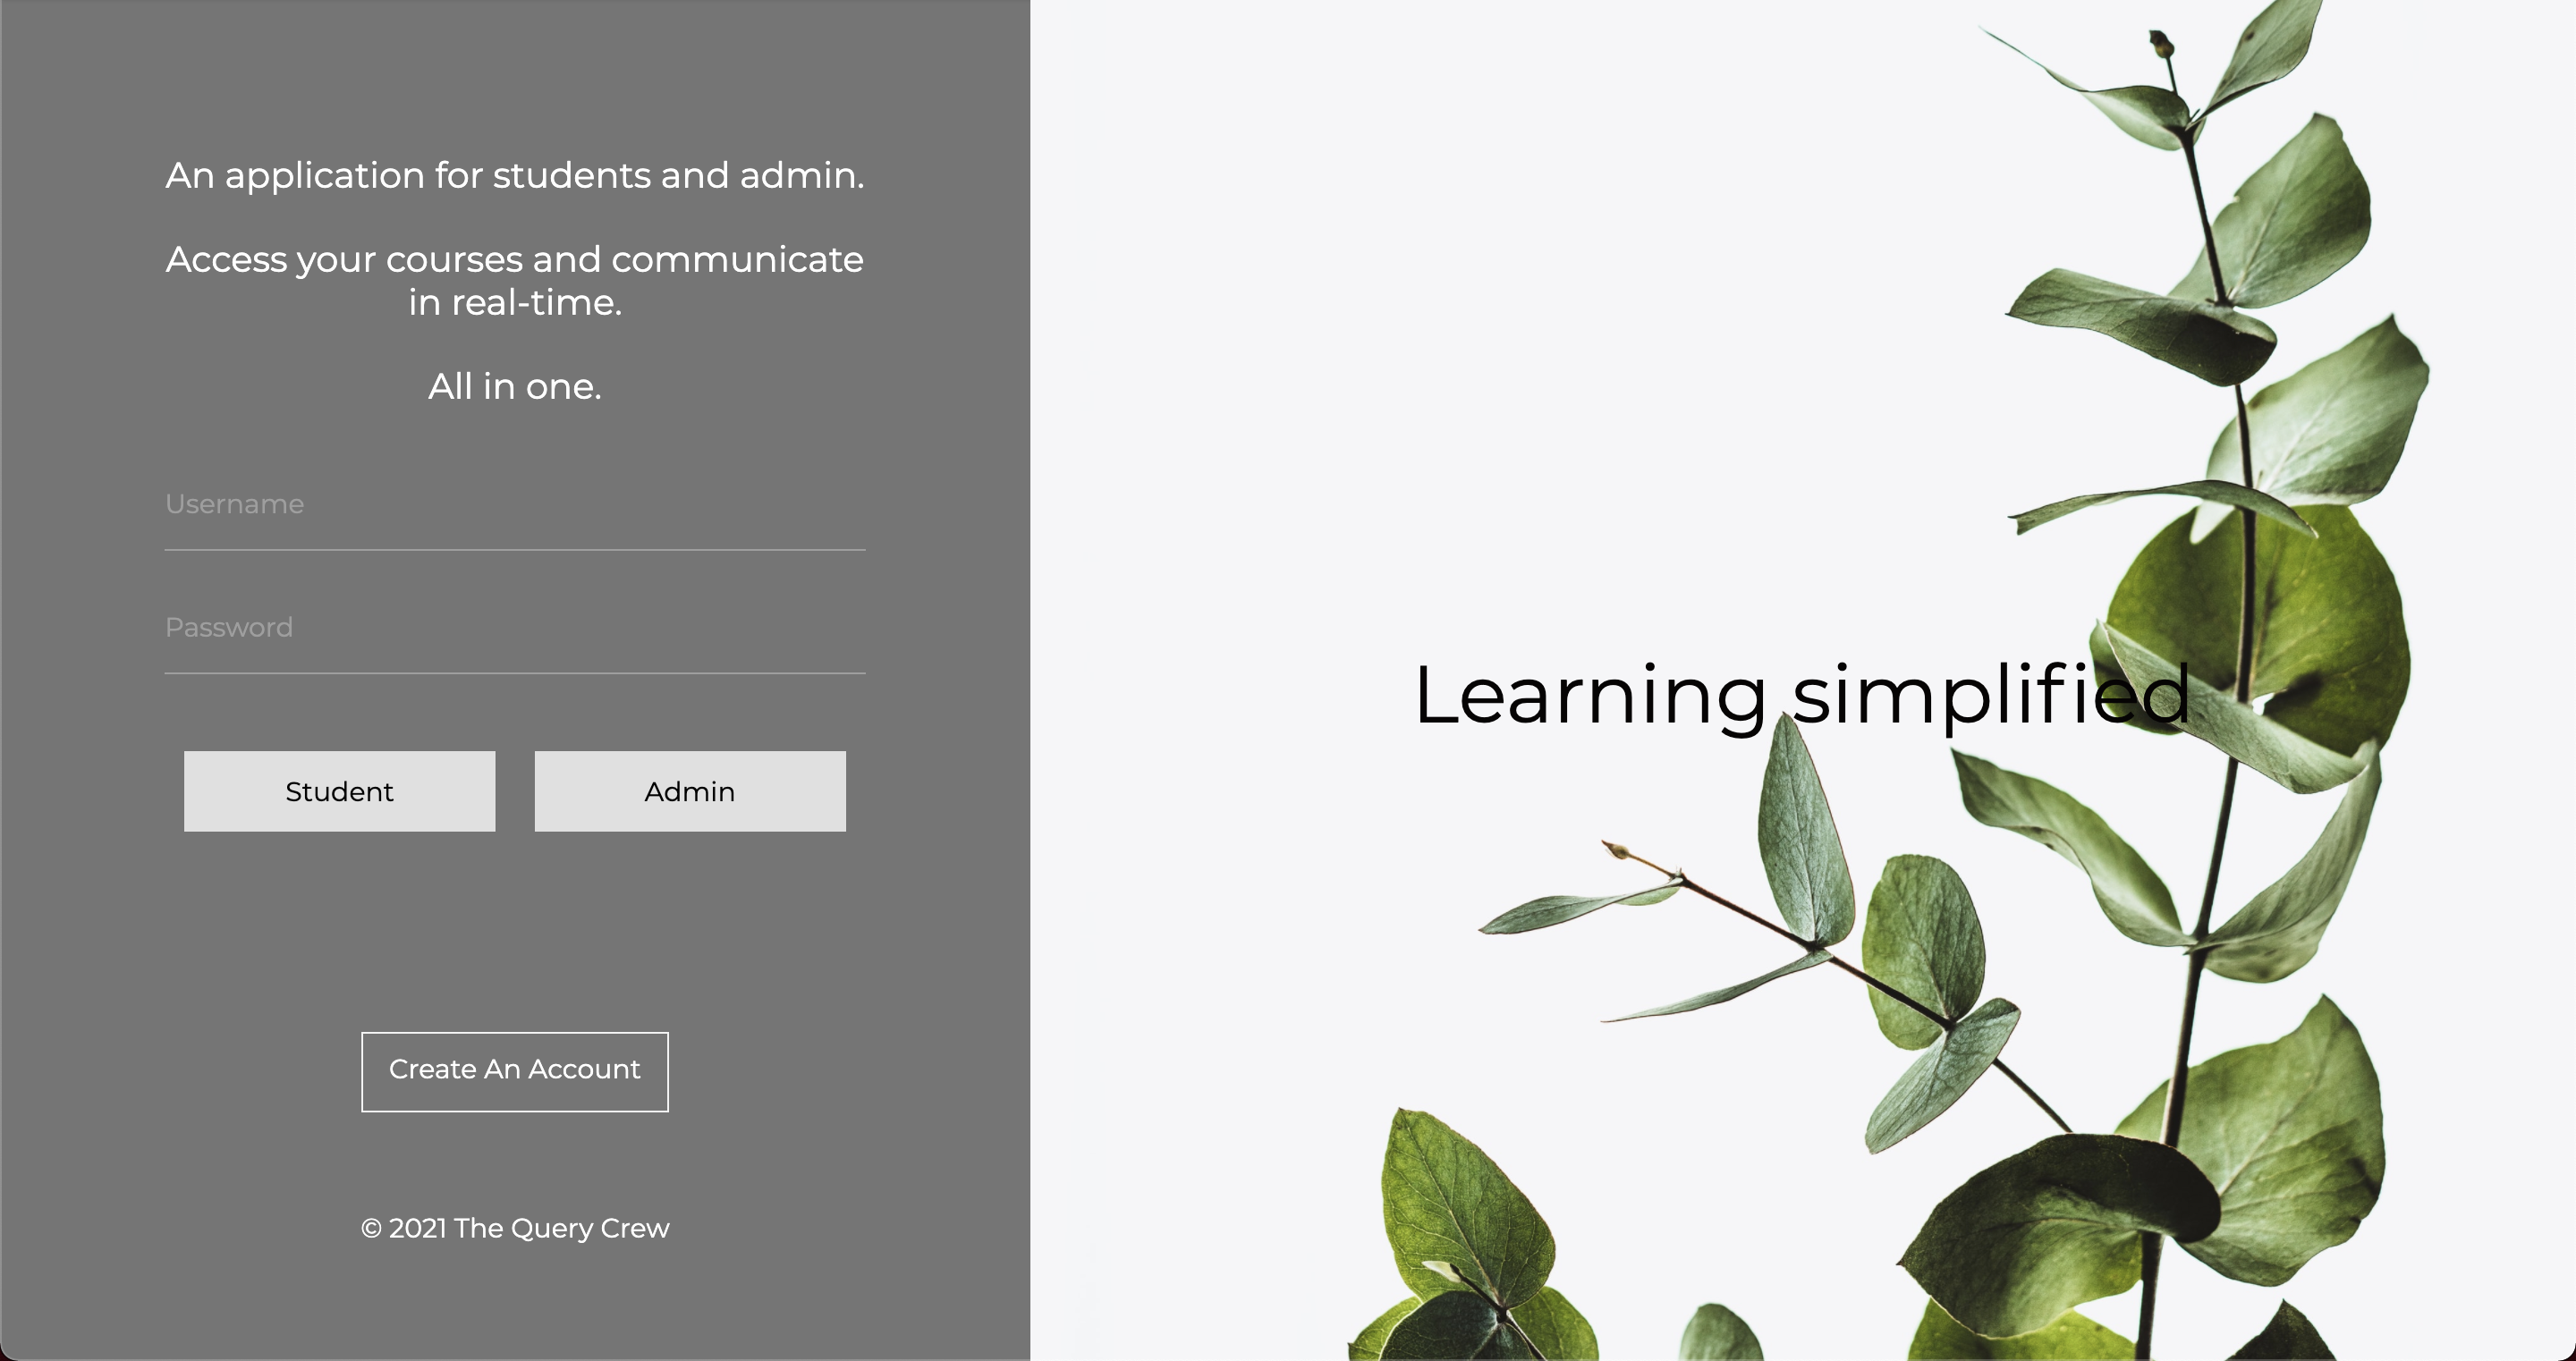 An application for students and admin.
Access your courses and communicate
in real-time.
All in one.
Username
Password
Student
Admin
Create An Account
© 2021 The Query Crew
Learning simplified